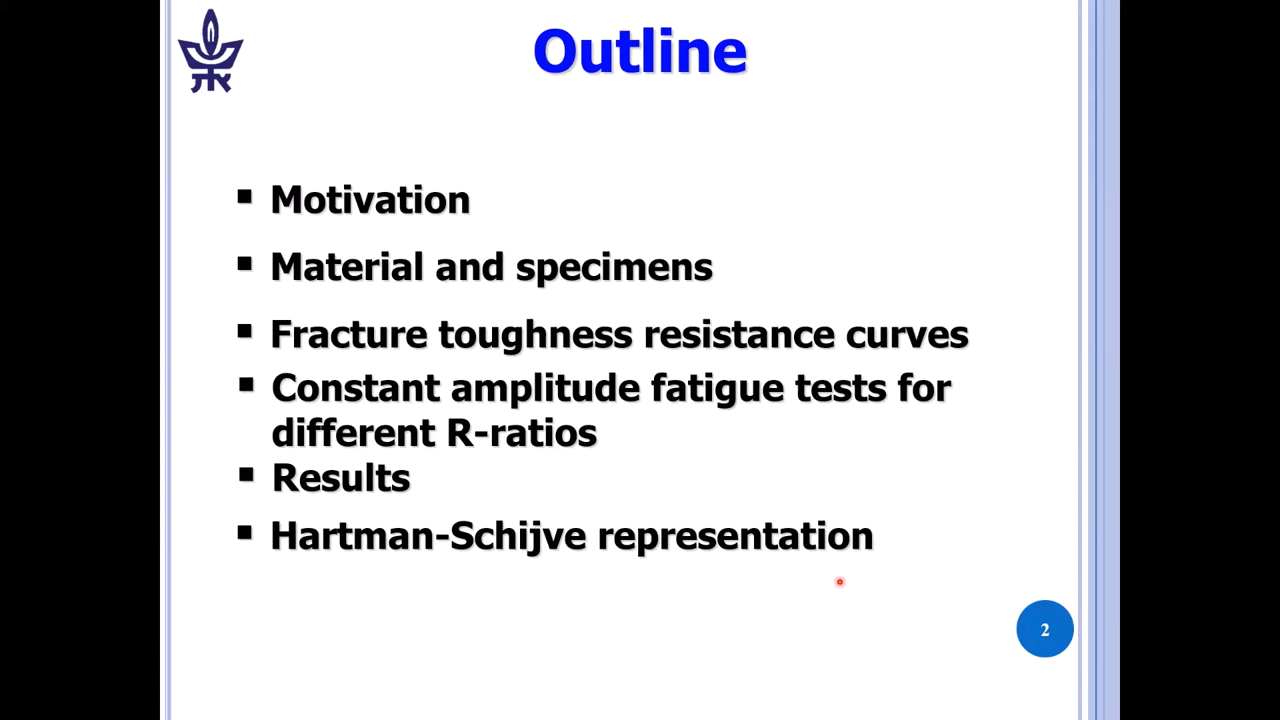 Outline
▪ Motivation
▪ Material and specimens
▪ Fracture toughness resistance curves
▪ Constant amplitude fatigue tests for
different R-ratios
▪ Results
▪ Hartman-Schijve representation
2